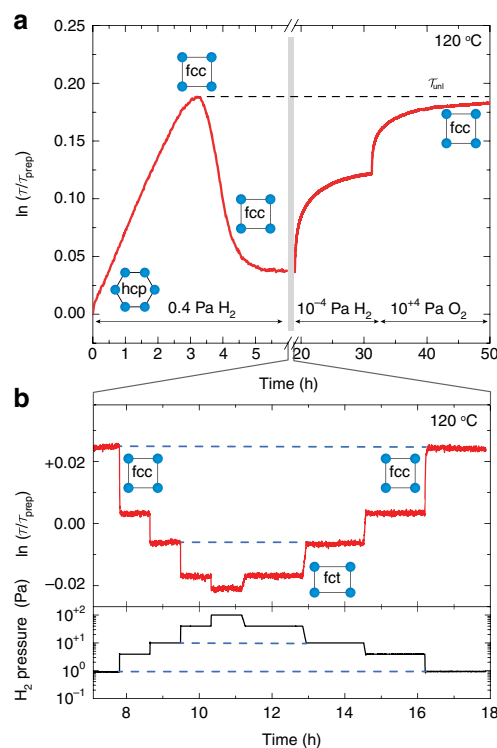 a
120 °C
fcc
τunl
0.20
0.15
0.10
0.05
0.00
ln (τ/τprep)
fcc
fcc
hcp
0.4 Pa H2
10−4 Pa H2
10+4 Pa O2
0 1 2 3 4 5 20 30 40 50
Time (h)
b
120 °C
+0.02
0.00
−0.02
ln (τ/τprep)
fcc
fcc
fct
10+2
10+1
10+0
10−1
H2 pressure (Pa)
8 10 12 14 16 18
Time (h)